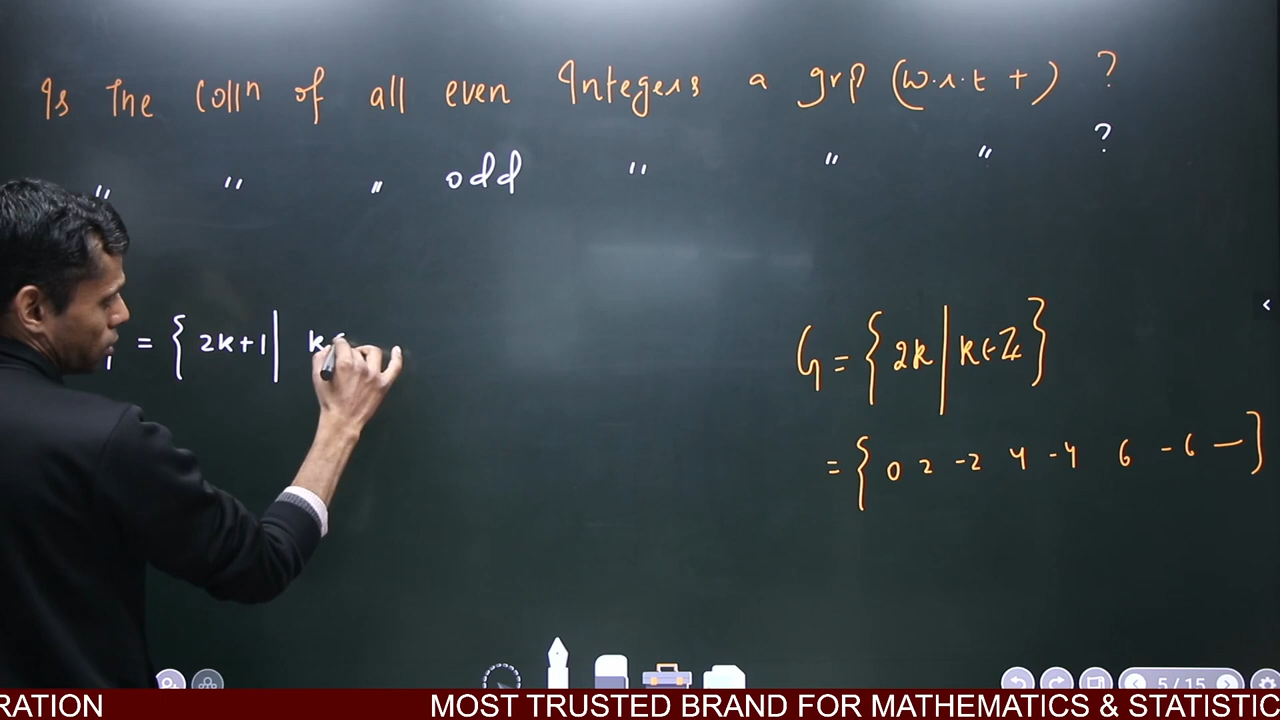 Is The Collⁿ of all even Integers a grp (w.r.t +) ?
" " " odd " " " ?
= { 2k+1 | k
G = { 2k | k ∈ Z }
= { 0 2 -2 4 -4 6 -6 — }
5/15
RATION MOST TRUSTED BRAND FOR MATHEMATICS & STATISTIC